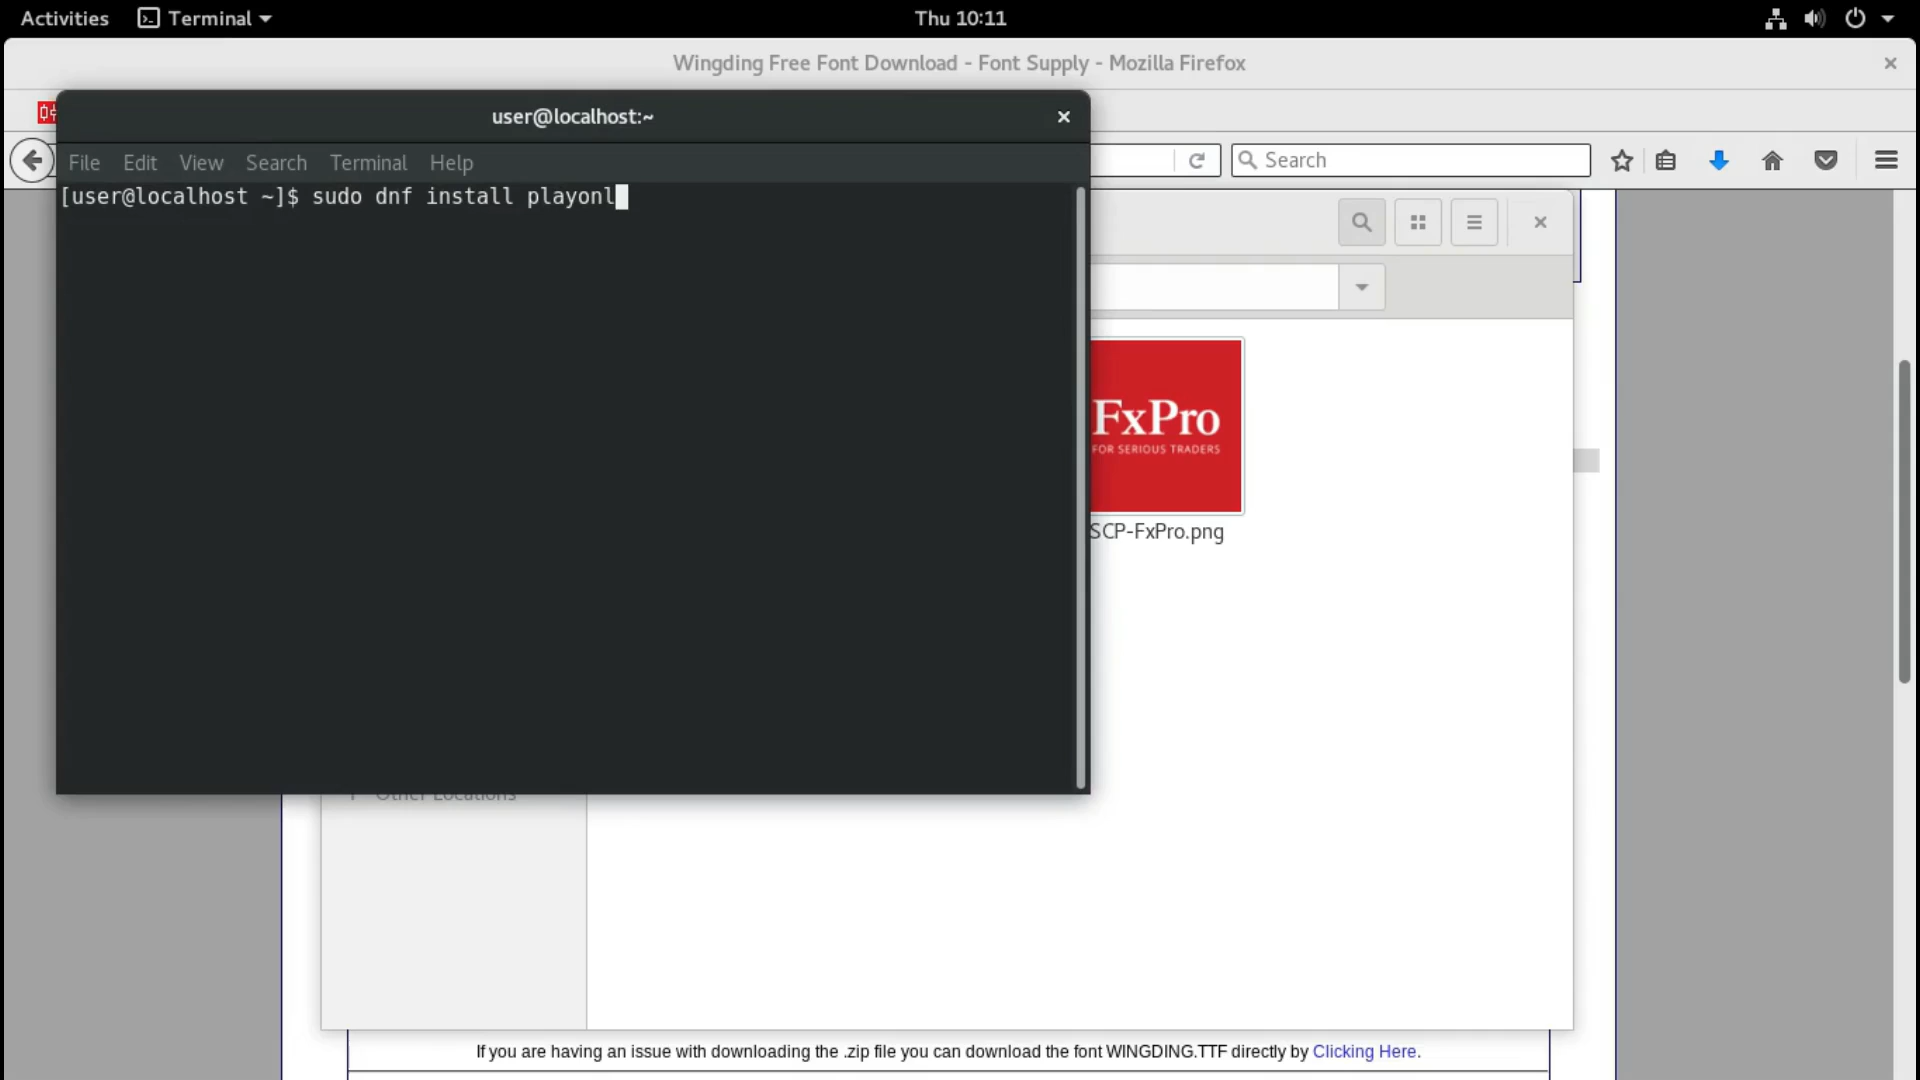 Activities Terminal Thu 10:11
Wingding Free Font Download - Font Supply - Mozilla Firefox
user@localhost:~
File Edit View Search Terminal Help
Search
[user@localhost ~]$ sudo dnf install playonl
FxPro
FOR SERIOUS TRADERS
SCP-FxPro.png
Other Locations
If you are having an issue with downloading the .zip file you can download the font WINGDING.TTF directly by Clicking Here.